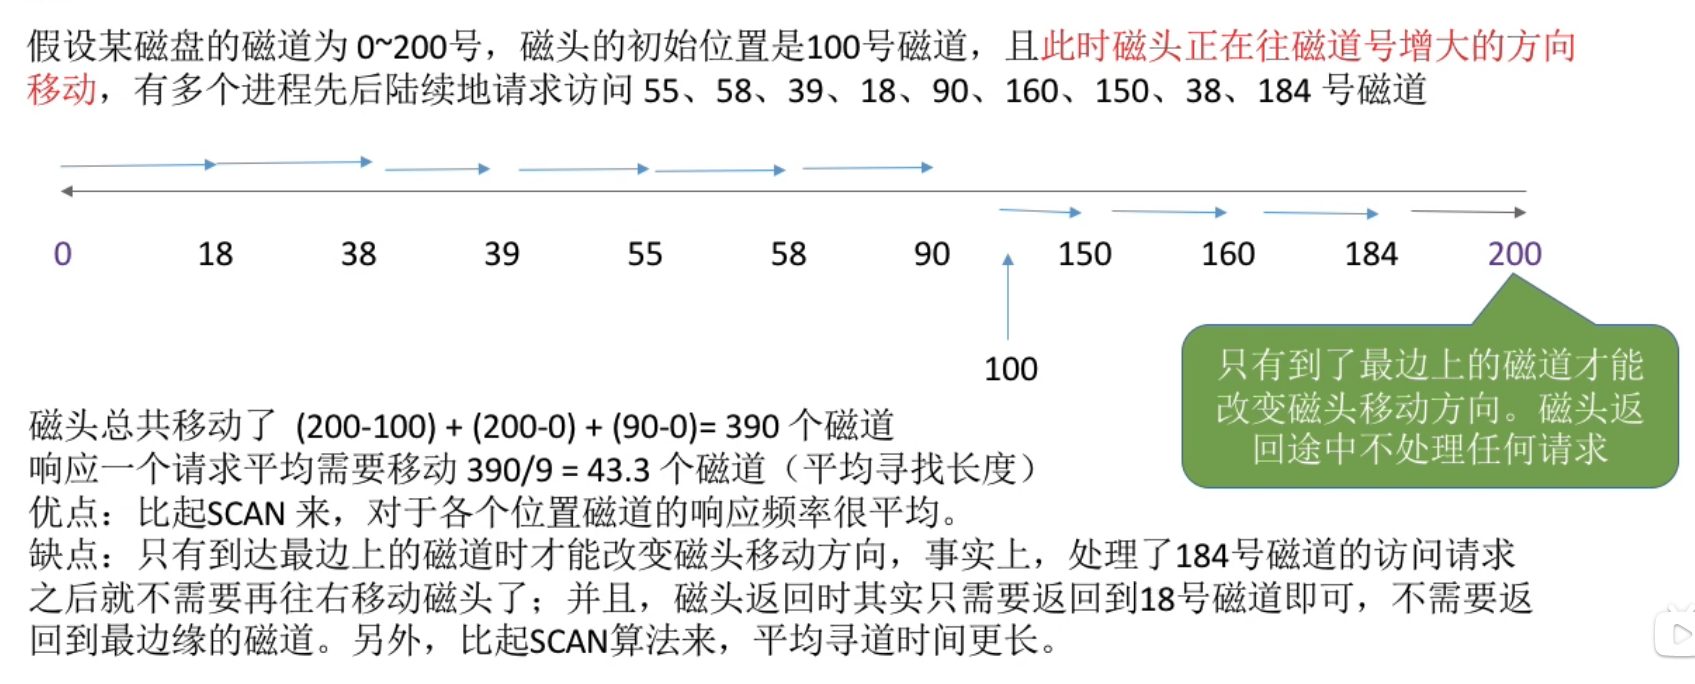 假设某磁盘的磁道为 0~200号，磁头的初始位置是100号磁道，且此时磁头正在往磁道号增大的方向
移动，有多个进程先后陆续地请求访问 55、58、39、18、90、160、150、38、184 号磁道
0 18 38 39 55 58 90 150 160 184 200
100
只有到了最边上的磁道才能
改变磁头移动方向。磁头返
回途中不处理任何请求
磁头总共移动了 (200-100) + (200-0) + (90-0)= 390 个磁道
响应一个请求平均需要移动 390/9 = 43.3 个磁道（平均寻找长度）
优点：比起SCAN 来，对于各个位置磁道的响应频率很平均。
缺点：只有到达最边上的磁道时才能改变磁头移动方向，事实上，处理了184号磁道的访问请求
之后就不需要再往右移动磁头了；并且，磁头返回时其实只需要返回到18号磁道即可，不需要返
回到最边缘的磁道。另外，比起SCAN算法来，平均寻道时间更长。